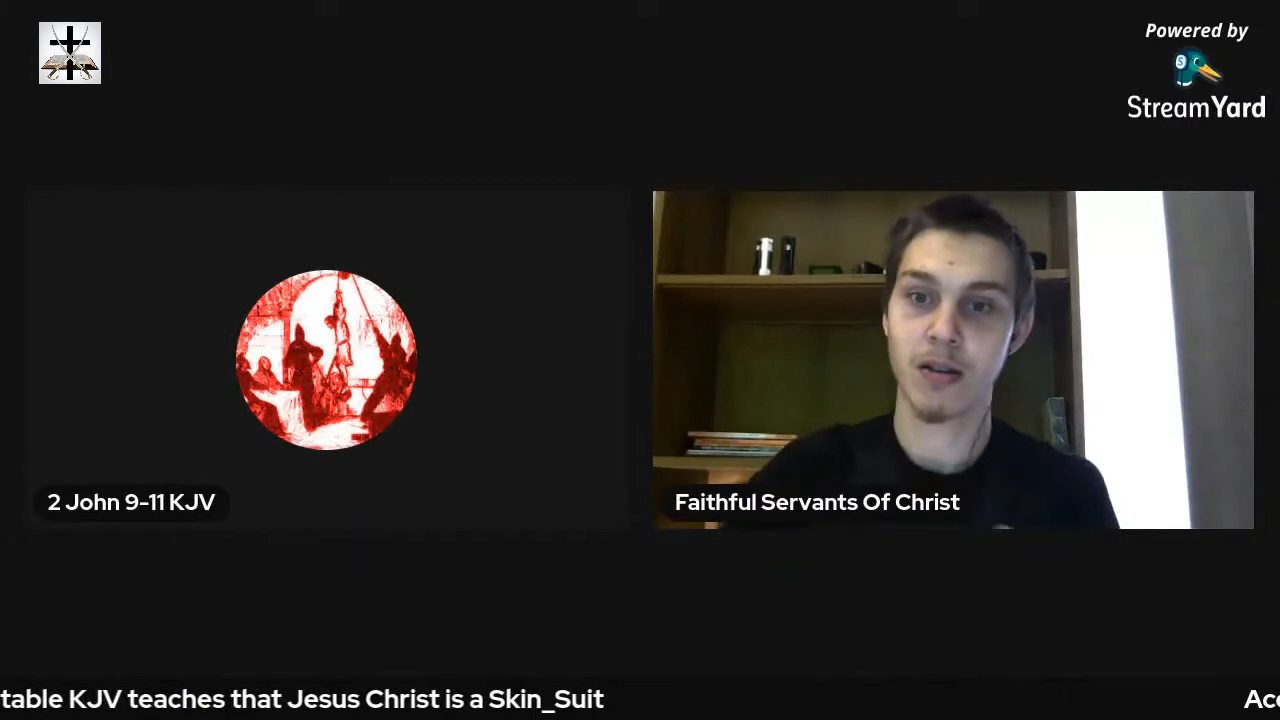 Powered by
StreamYard
2 John 9-11 KJV
Faithful Servants Of Christ
table KJV teaches that Jesus Christ is a Skin_Suit